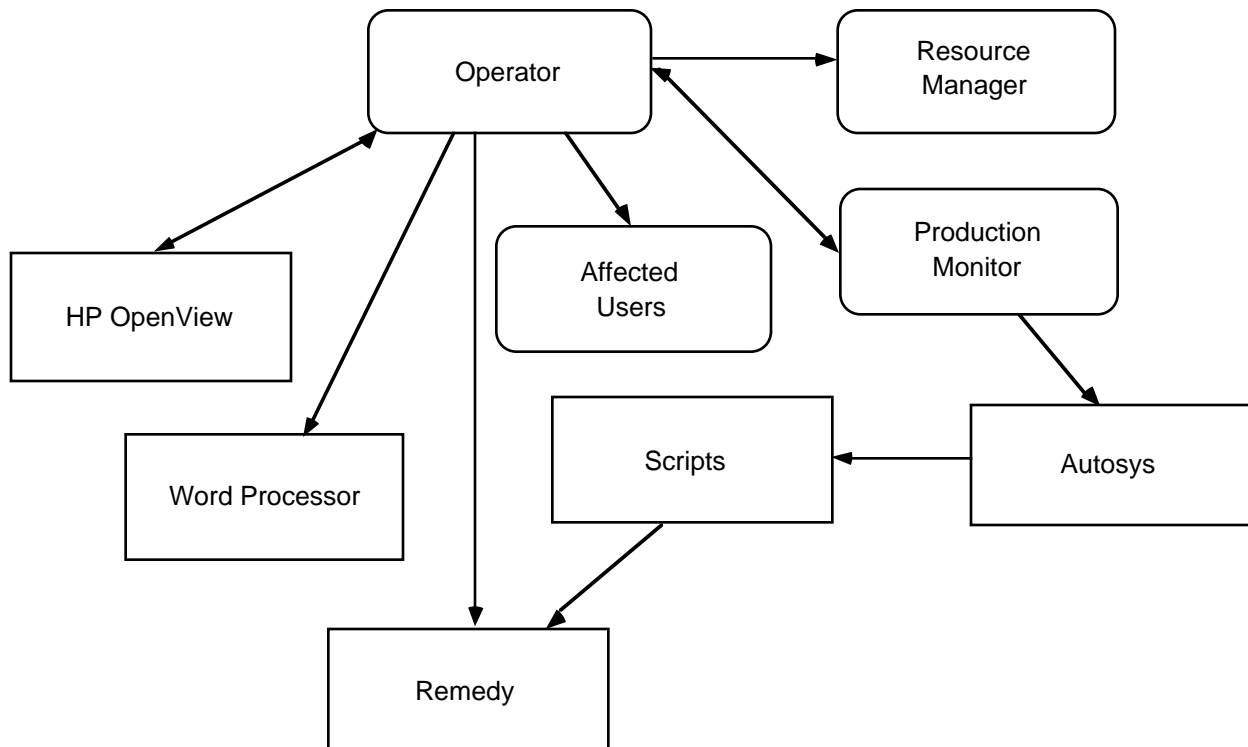 Operator
Resource
Manager
Production
Monitor
Affected
Users
HP OpenView
Scripts
Autosys
Word Processor
Remedy